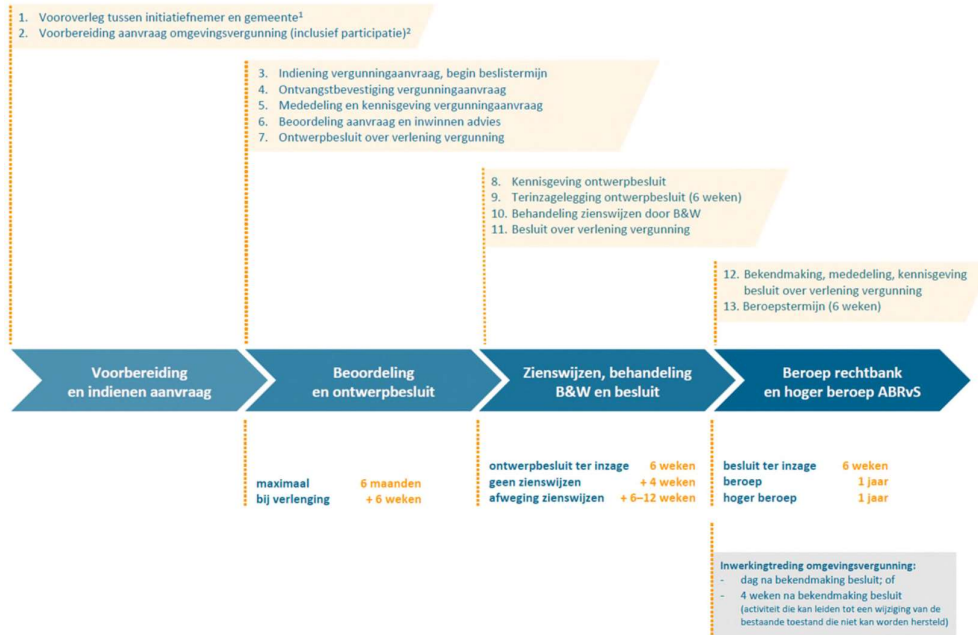 1. Vooroverleg tussen initiatiefnemer en gemeente¹
2. Voorbereiding aanvraag omgevingsvergunning (inclusief participatie)²
3. Indiening vergunningaanvraag, begin beslistermijn
4. Ontvangstbevestiging vergunningaanvraag
5. Mededeling en kennisgeving vergunningaanvraag
6. Beoordeling aanvraag en inwinnen advies
7. Ontwerpbesluit over verlening vergunning
8. Kennisgeving ontwerpbesluit
9. Terinzagelegging ontwerpbesluit (6 weken)
10. Behandeling zienswijzen door B&W
11. Besluit over verlening vergunning
12. Bekendmaking, mededeling, kennisgeving
besluit over verlening vergunning
13. Beroepstermijn (6 weken)
Voorbereiding
en indienen aanvraag
Beoordeling
en ontwerpbesluit
Zienswijzen, behandeling
B&W en besluit
Beroep rechtbank
en hoger beroep ABRvS
maximaal 6 maanden
bij verlenging + 6 weken
ontwerpbesluit ter inzage 6 weken
geen zienswijzen + 4 weken
afweging zienswijzen + 6–12 weken
besluit ter inzage 6 weken
beroep 1 jaar
hoger beroep 1 jaar
Inwerkingtreding omgevingsvergunning:
- dag na bekendmaking besluit; of
- 4 weken na bekendmaking besluit
(activiteit die kan leiden tot een wijziging van de
bestaande toestand die niet kan worden hersteld)